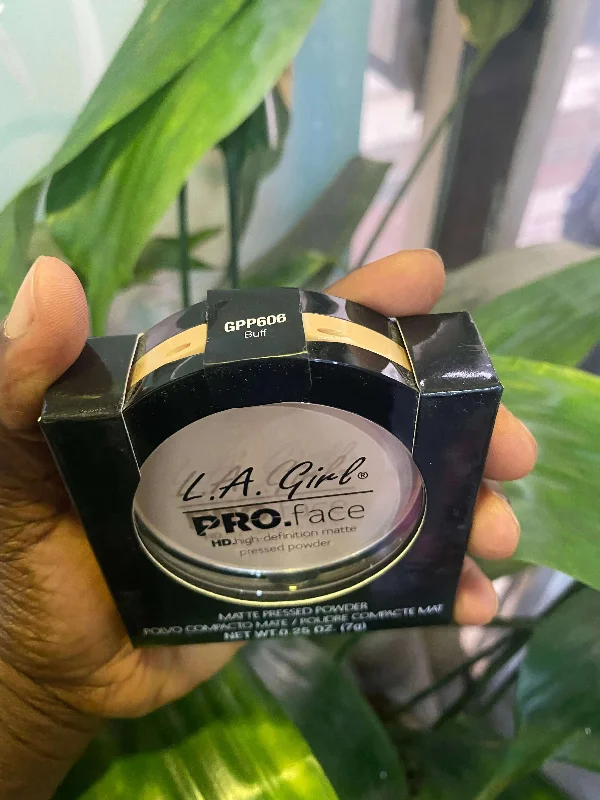 GPP606
Buff
L.A. Girl®
PRO.face
HD.high-definition matte
pressed powder
MATTE PRESSED POWDER
POLVO COMPACTO MATE / POUDRE COMPACTE MAT
NET WT 0.25 OZ. (7g)